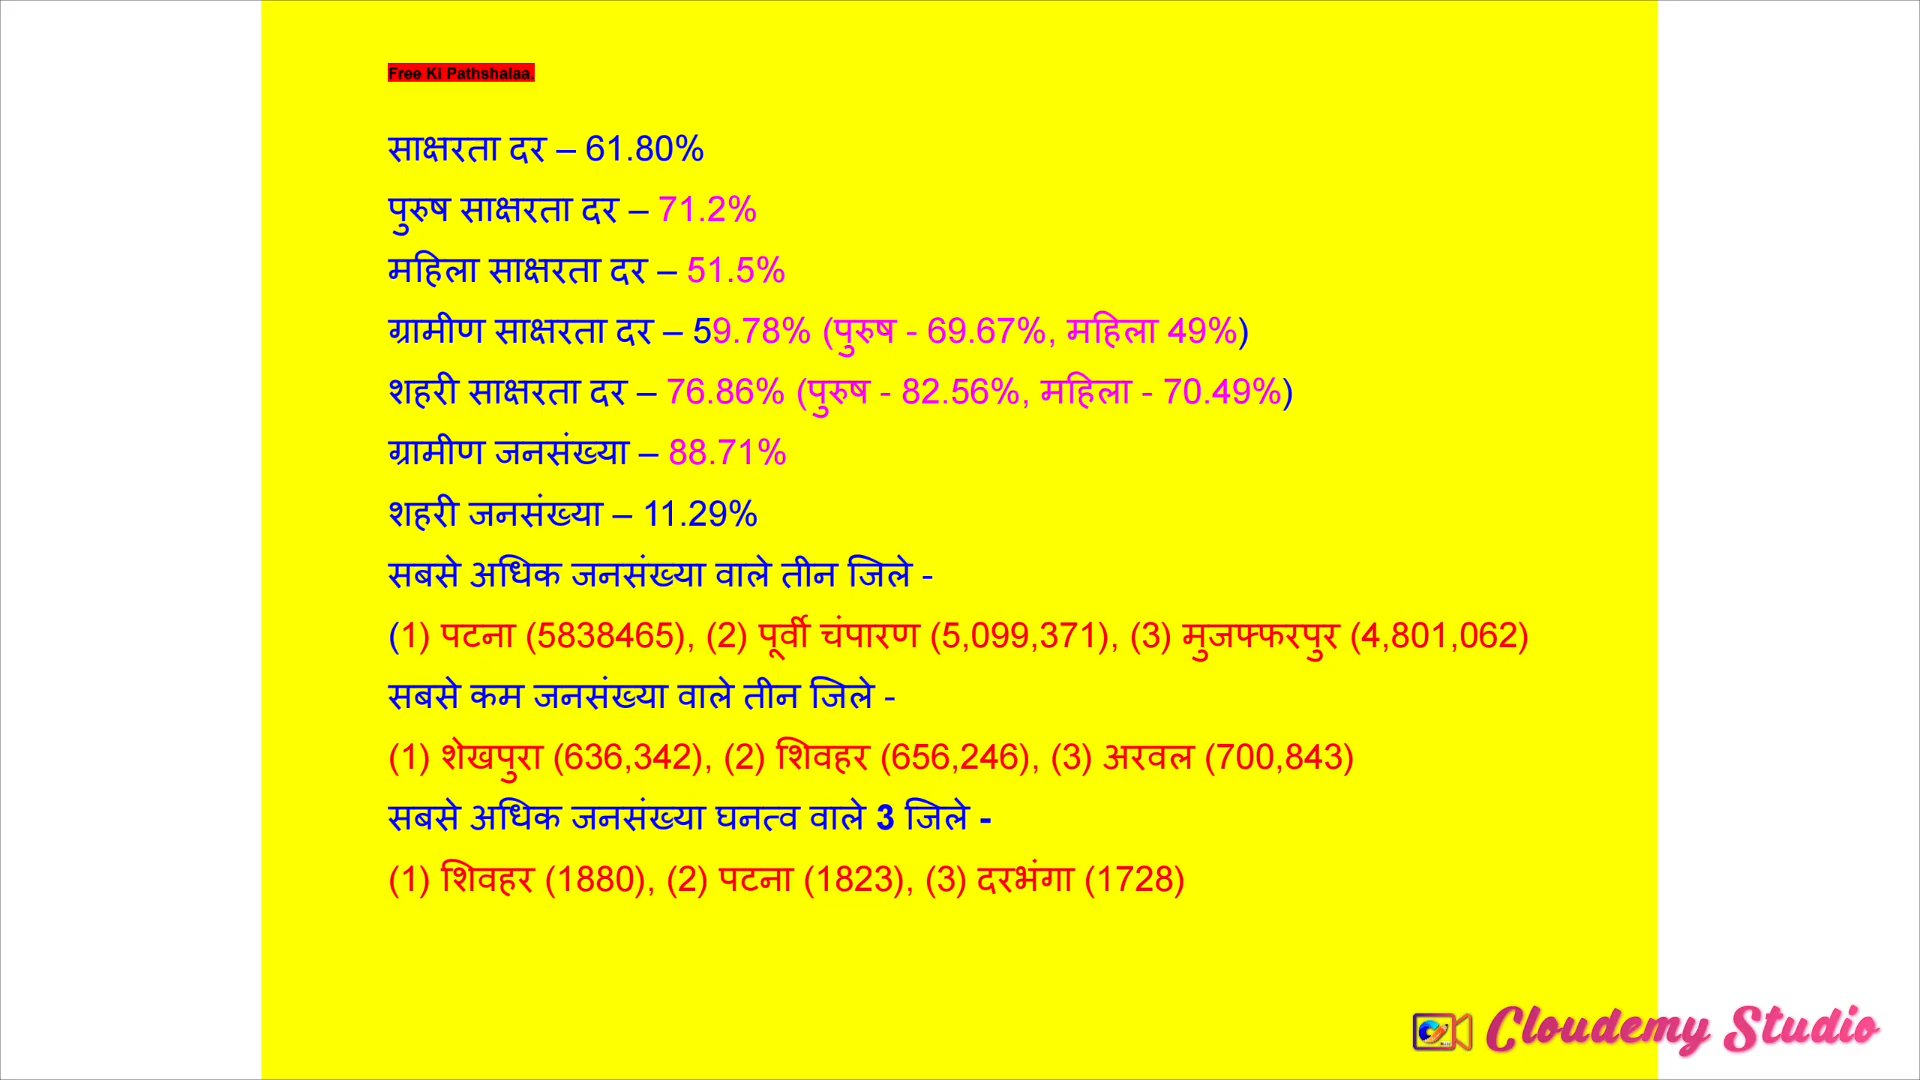 Free Ki Pathshalaa.
साक्षरता दर – 61.80%
पुरुष साक्षरता दर – 71.2%
महिला साक्षरता दर – 51.5%
ग्रामीण साक्षरता दर – 59.78% (पुरुष - 69.67%, महिला 49%)
शहरी साक्षरता दर – 76.86% (पुरुष - 82.56%, महिला - 70.49%)
ग्रामीण जनसंख्या – 88.71%
शहरी जनसंख्या – 11.29%
सबसे अधिक जनसंख्या वाले तीन जिले -
(1) पटना (5838465), (2) पूर्वी चंपारण (5,099,371), (3) मुजफ्फरपुर (4,801,062)
सबसे कम जनसंख्या वाले तीन जिले -
(1) शेखपुरा (636,342), (2) शिवहर (656,246), (3) अरवल (700,843)
सबसे अधिक जनसंख्या घनत्व वाले 3 जिले -
(1) शिवहर (1880), (2) पटना (1823), (3) दरभंगा (1728)
Cloudemy Studio